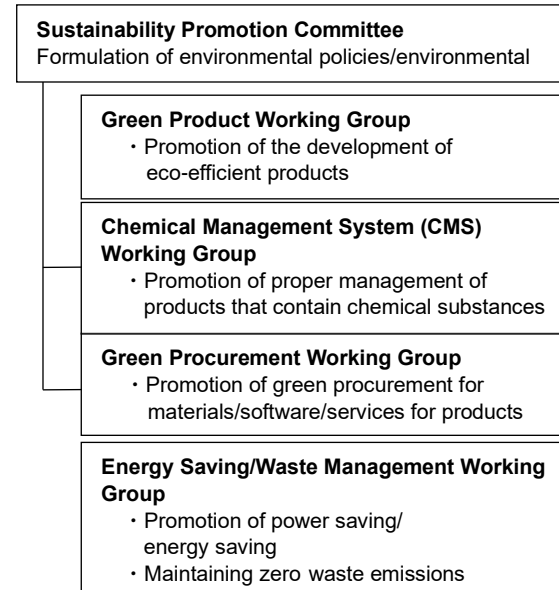 Sustainability Promotion Committee
Formulation of environmental policies/environmental
Green Product Working Group
・Promotion of the development of
eco-efficient products
Chemical Management System (CMS)
Working Group
・Promotion of proper management of
products that contain chemical substances
Green Procurement Working Group
・Promotion of green procurement for
materials/software/services for products
Energy Saving/Waste Management Working
Group
・Promotion of power saving/
energy saving
・Maintaining zero waste emissions